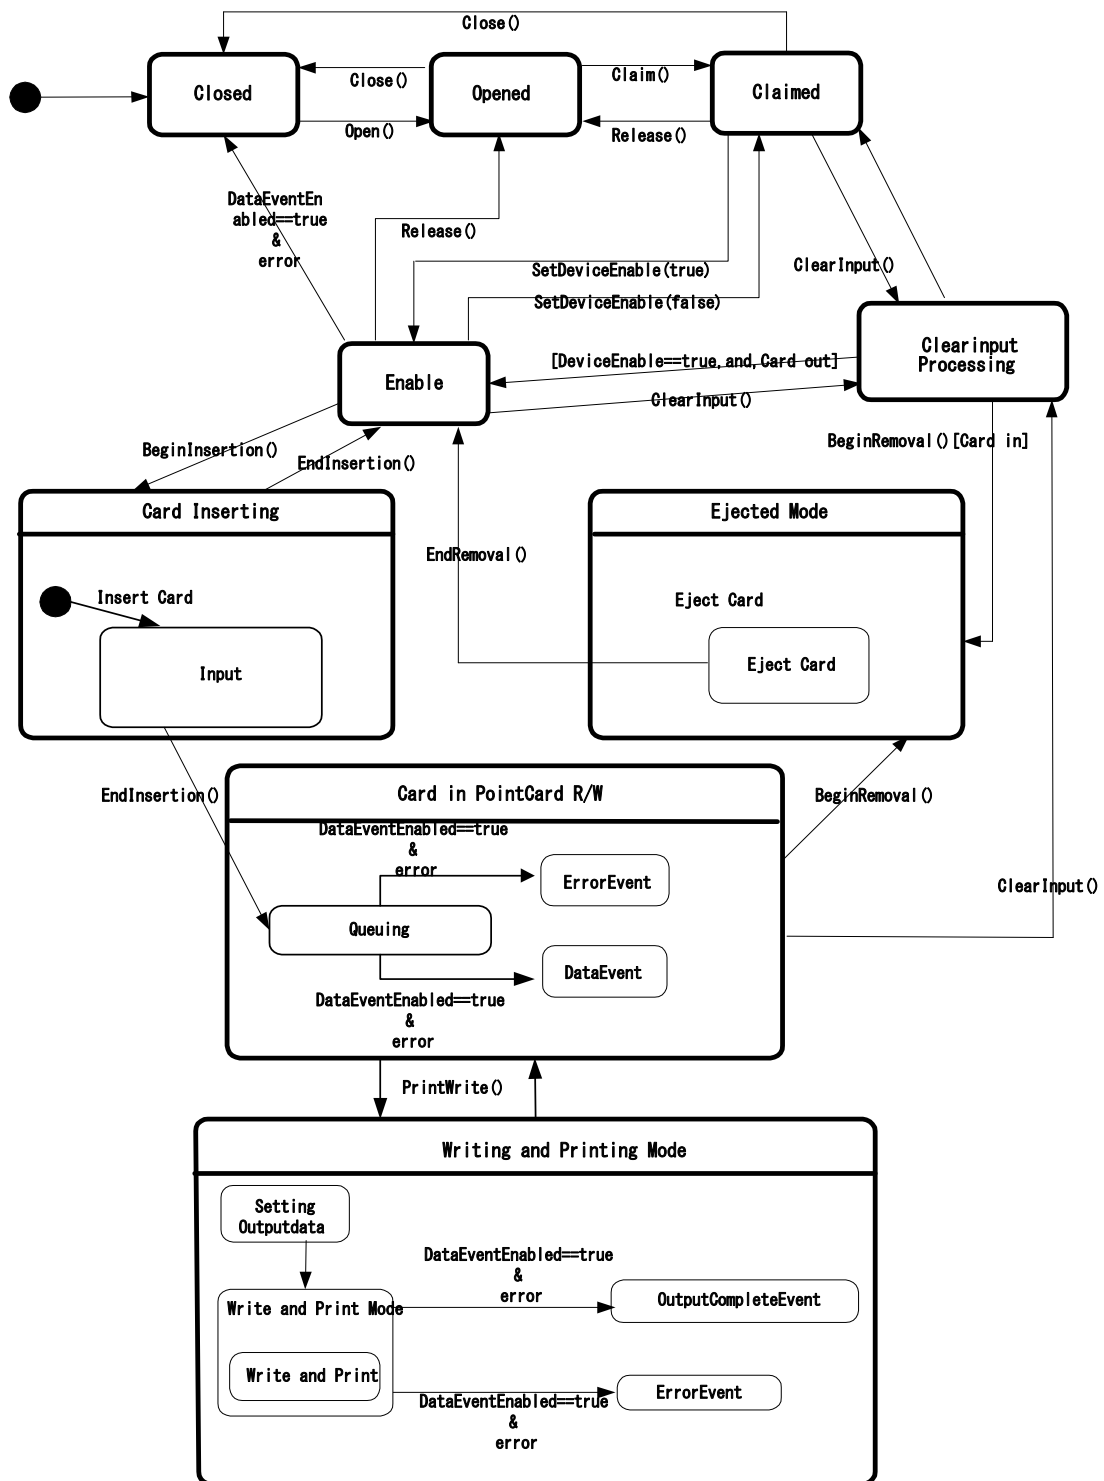 Close()
Closed
Opened
Claimed
Close()
Claim()
Open()
Release()
DataEventEn
abled==true
&
error
Release()
SetDeviceEnable(true)
ClearInput()
SetDeviceEnable(false)
Clearinput
Processing
Enable
[DeviceEnable==true,and,Card out]
ClearInput()
BeginInsertion()
EndInsertion()
BeginRemoval()[Card in]
Card Inserting
Ejected Mode
EndRemoval()
Insert Card
Eject Card
Input
Eject Card
EndInsertion()
Card in PointCard R/W
BeginRemoval()
DataEventEnabled==true
&
error
ErrorEvent
ClearInput()
Queuing
DataEvent
DataEventEnabled==true
&
error
PrintWrite()
Writing and Printing Mode
Setting
Outputdata
DataEventEnabled==true
&
error
Write and Print Mode
OutputCompleteEvent
Write and Print
ErrorEvent
DataEventEnabled==true
&
error